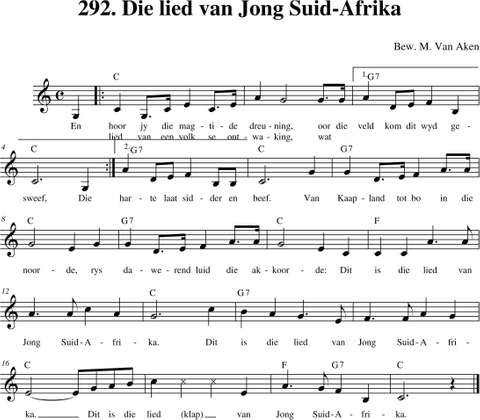 292. Die lied van Jong Suid-Afrika
Bew. M. Van Aken
C 1. G7
En hoor jy die mag - ti - de dreu - ning, oor die veld kom dit wyd ge -
lied van een volk se ont - wa - king, wat
4 C 2. G7 C G7
sweef, Die har - te laat sid - der en beef. Van Kaap - land tot bo in die
8 C G7 C F
noor - de, rys da - we - rend luid die ak - koor - de: Dit is die lied van
12 C G7
Jong Suid - A - fri - ka. Dit is die lied van Jong Suid - A - fri -
16 C F G7 C
ka. Dit is die lied (klap) van Jong Suid - A - fri - ka.